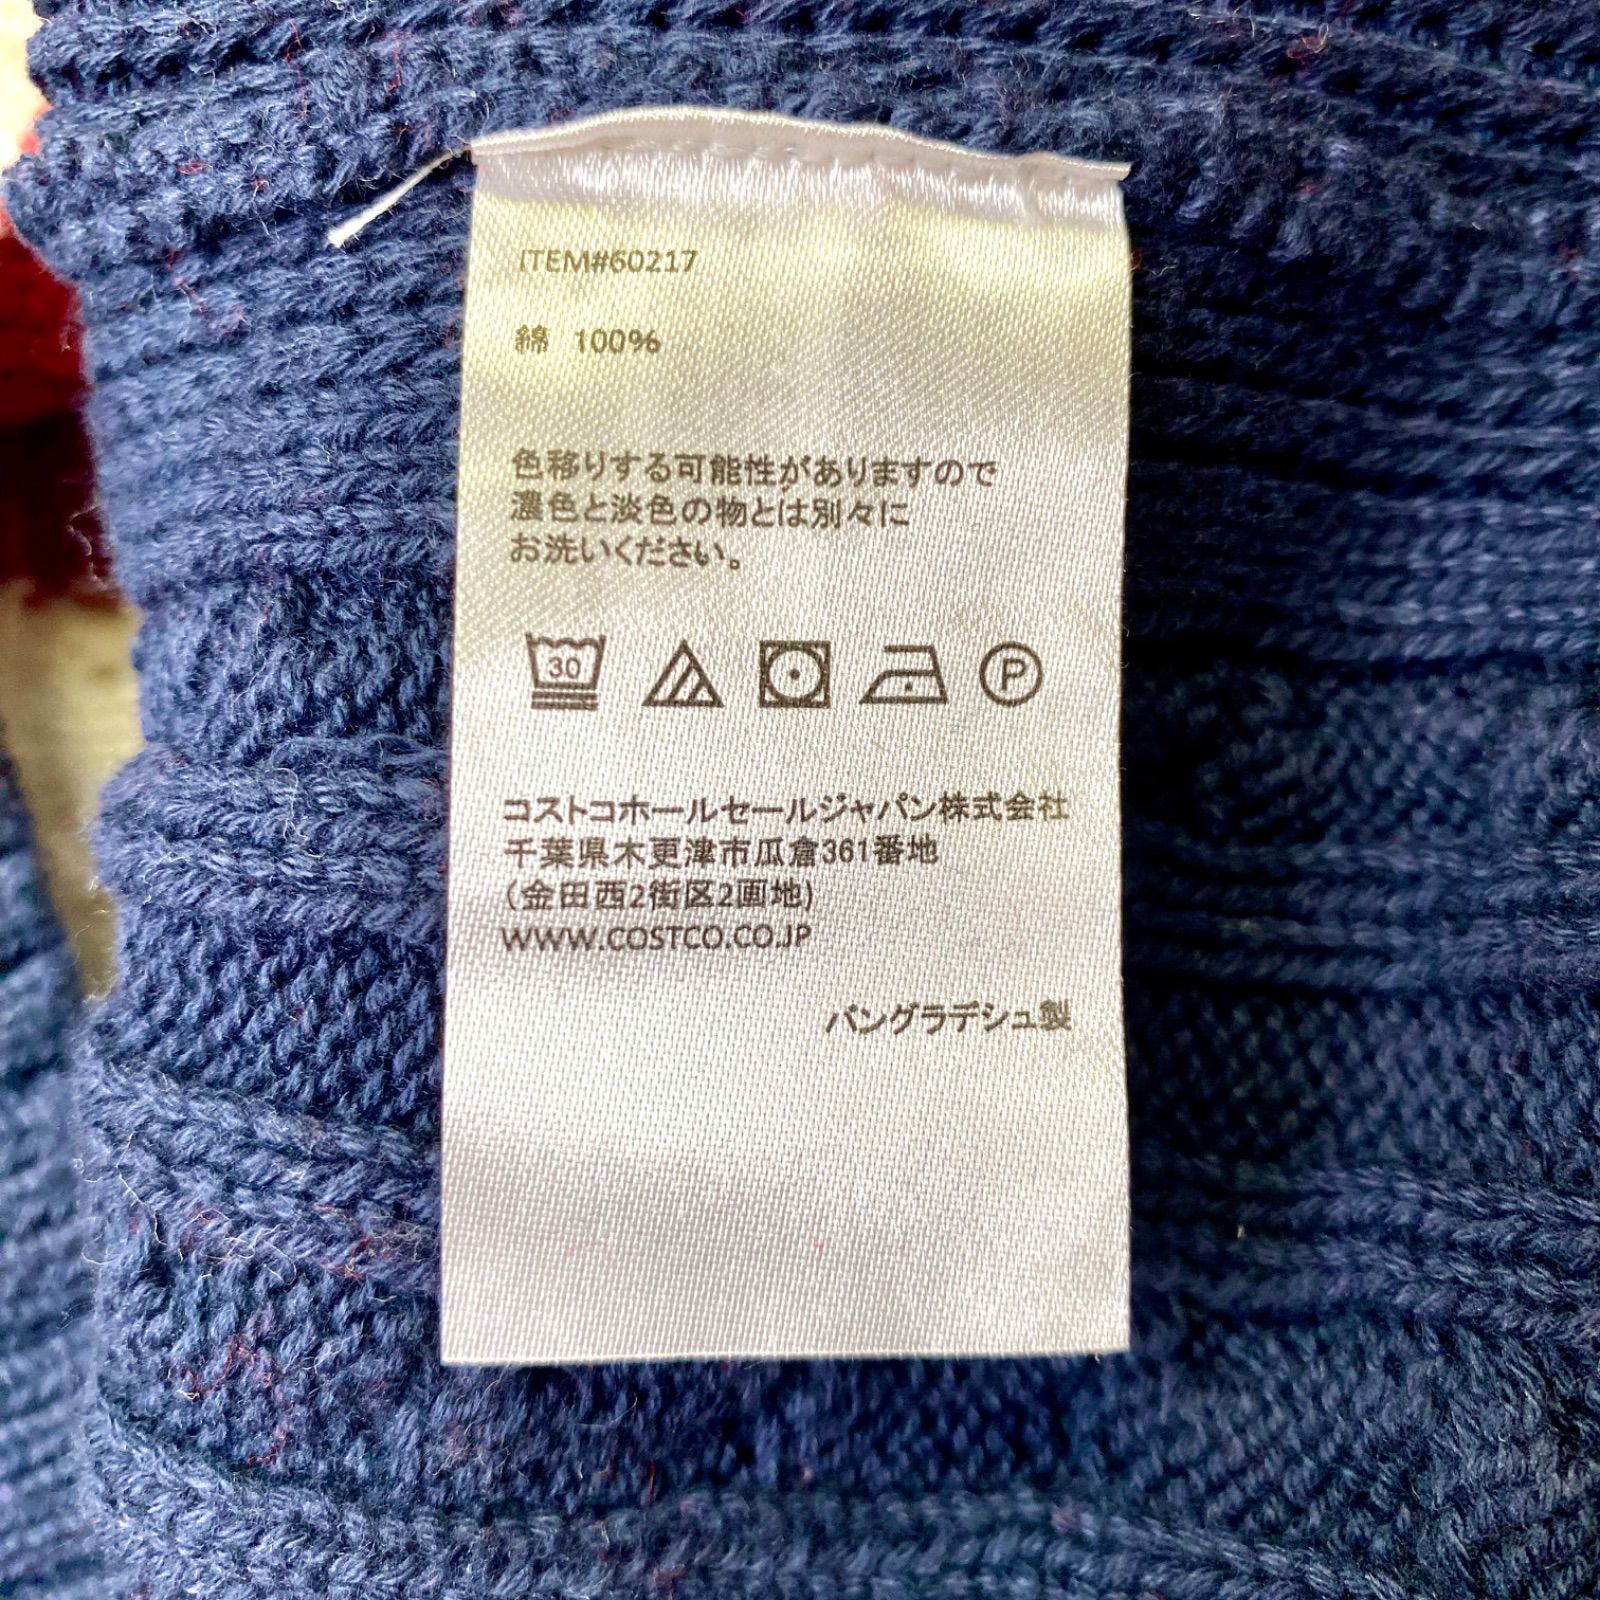 ITEM#60217
綿 100%
色移りする可能性がありますので
濃色と淡色の物とは別々に
お洗いください。
30
P
コストコホールセールジャパン株式会社
千葉県木更津市瓜倉361番地
(金田西2街区2画地)
WWW.COSTCO.CO.JP
バングラデシュ製